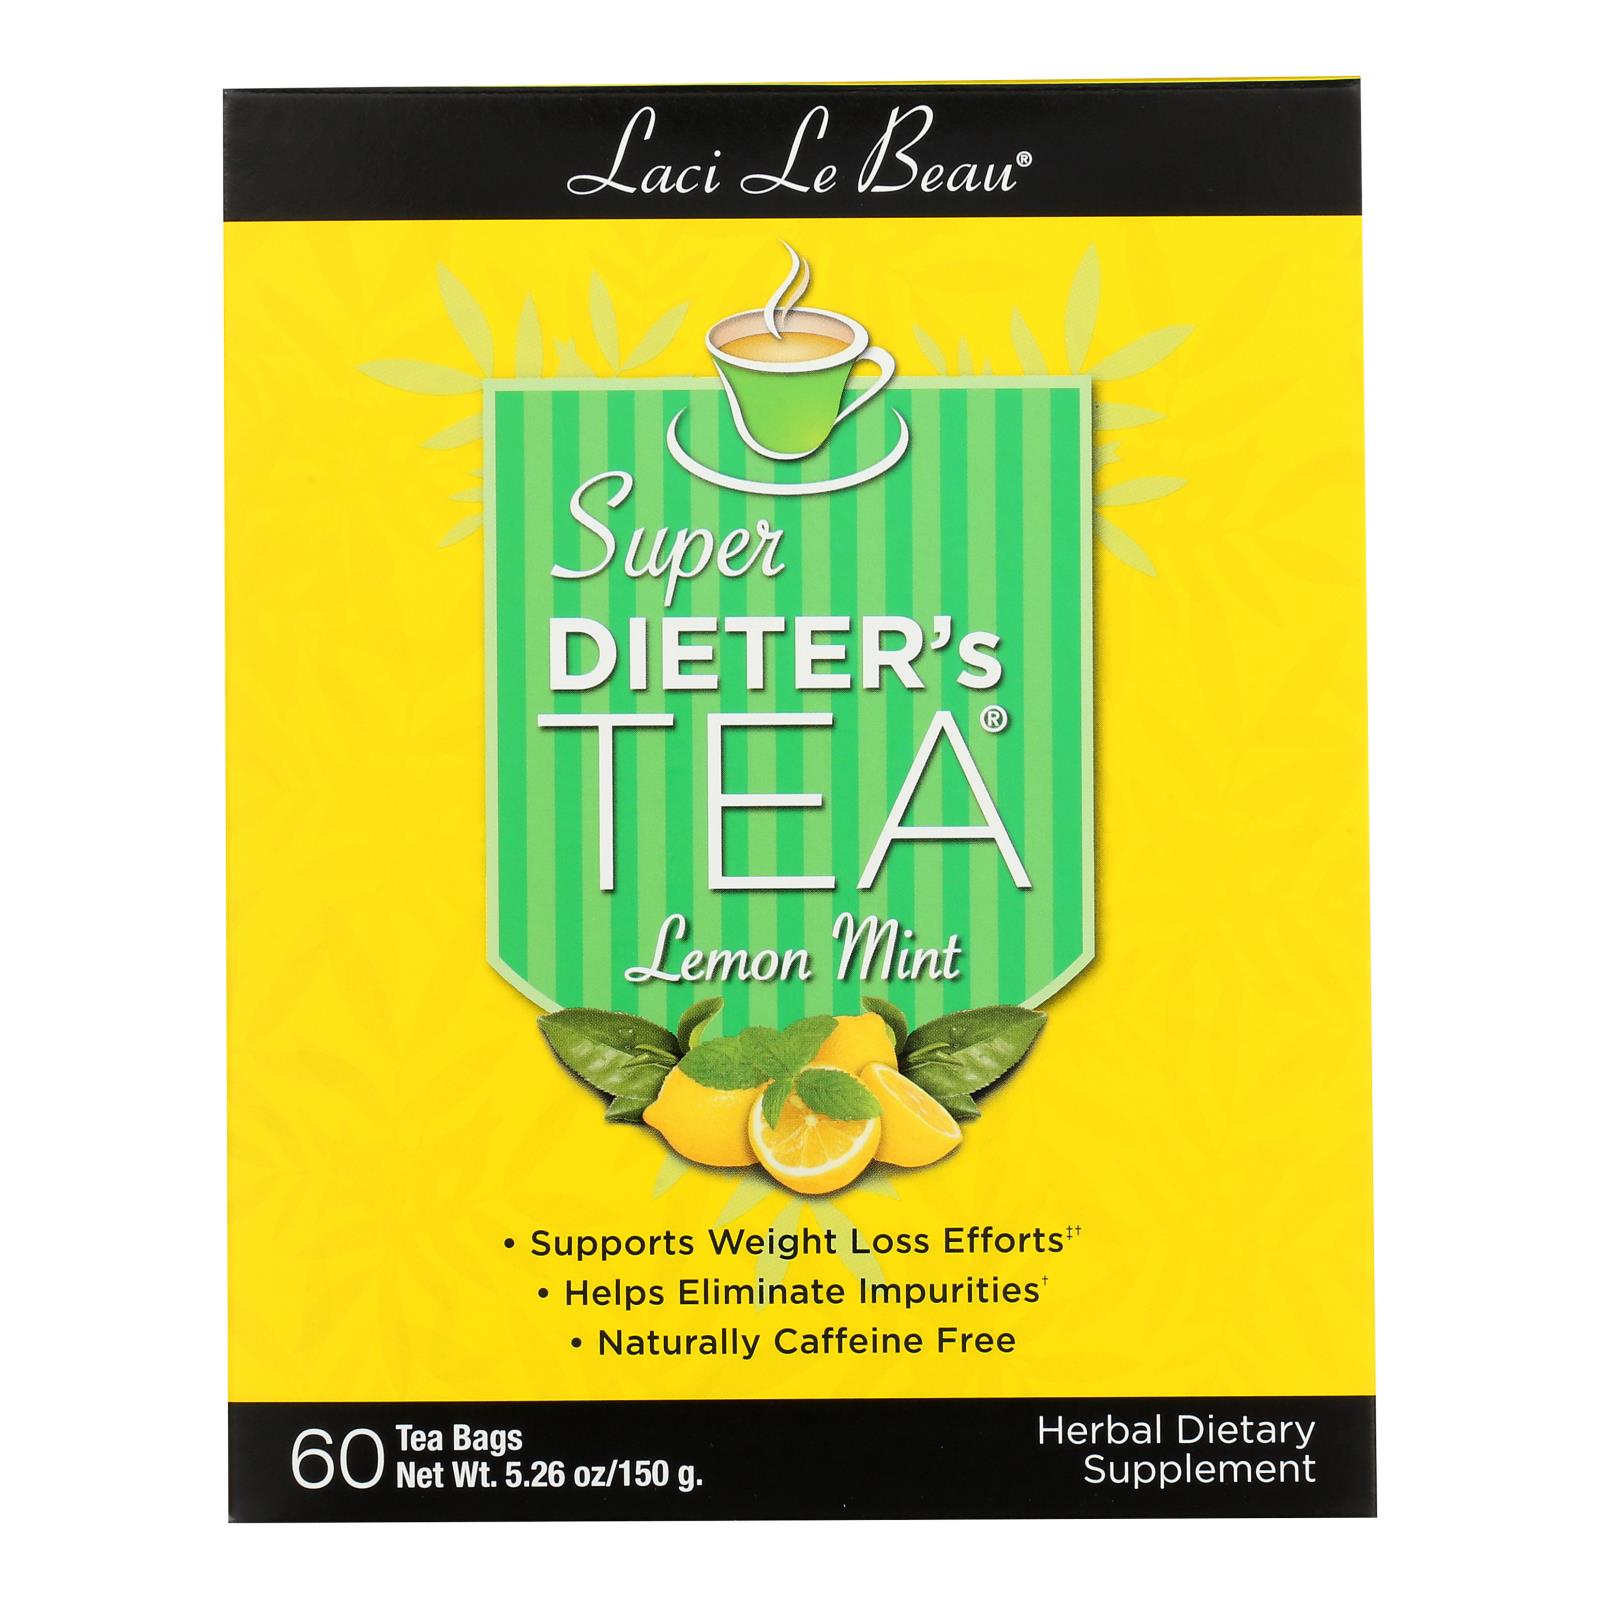 Laci Le Beau®
Super
DIETER's
TEA®
Lemon Mint
• Supports Weight Loss Efforts‡†
• Helps Eliminate Impurities†
• Naturally Caffeine Free
60 Tea Bags
Net Wt. 5.26 oz/150 g.
Herbal Dietary
Supplement